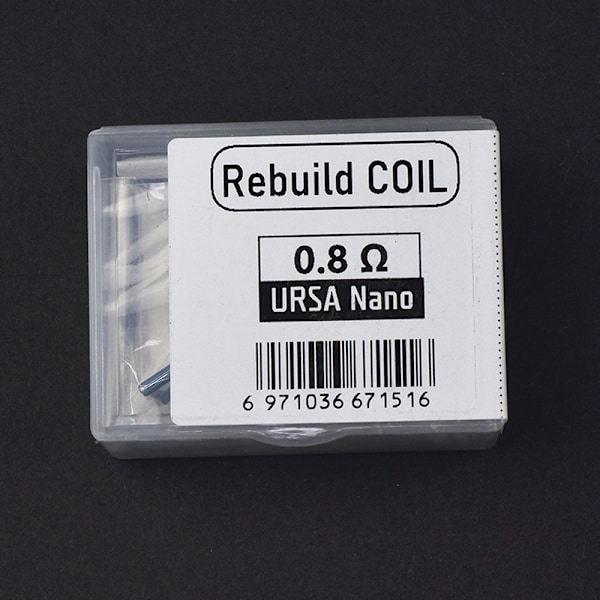 Rebuild COIL
0.8 Ω
URSA Nano
6 971036 671516